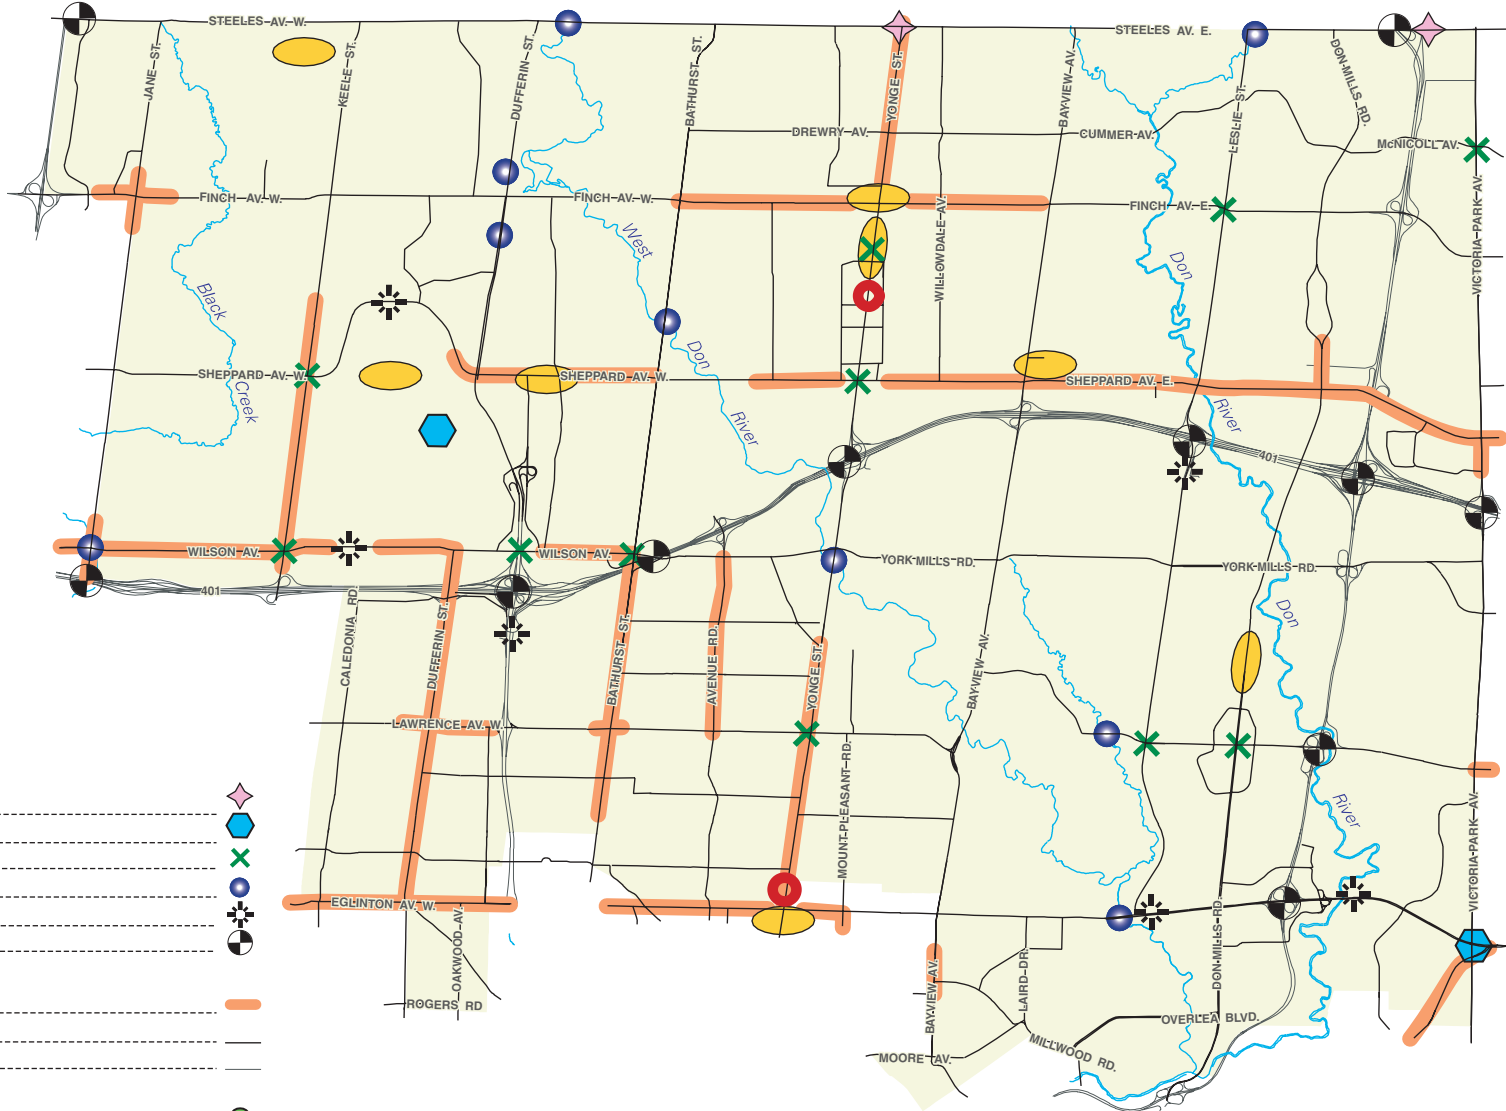 STEELES AV. W.
STEELES AV. E.
JANE ST.
KEELE ST.
DUFFERIN ST.
BATHURST ST.
YONGE ST.
BAYVIEW AV.
LESLIE ST.
DON MILLS RD.
DREWRY AV.
CUMMER AV.
McNICOLL AV.
FINCH AV. W.
FINCH AV. W.
WILLOWDALE AV.
FINCH AV. E.
VICTORIA PARK AV.
West
Don
Black
Don
SHEPPARD AV. W.
Creek
SHEPPARD AV. W.
SHEPPARD AV. E.
River
River
401
WILSON AV.
WILSON AV.
YORK MILLS RD.
YORK MILLS RD.
401
CALEDONIA RD.
DUFFERIN ST.
BATHURST ST.
AVENUE RD.
YONGE ST.
BAYVIEW AV.
Don
LAWRENCE AV. W.
MOUNT PLEASANT RD.
River
VICTORIA PARK AV.
EGLINTON AV. W.
OAKWOOD AV.
DON MILLS RD.
BAYVIEW AV.
LAIRD DR.
ROGERS RD
OVERLEA BLVD.
MILLWOOD RD.
MOORE AV.